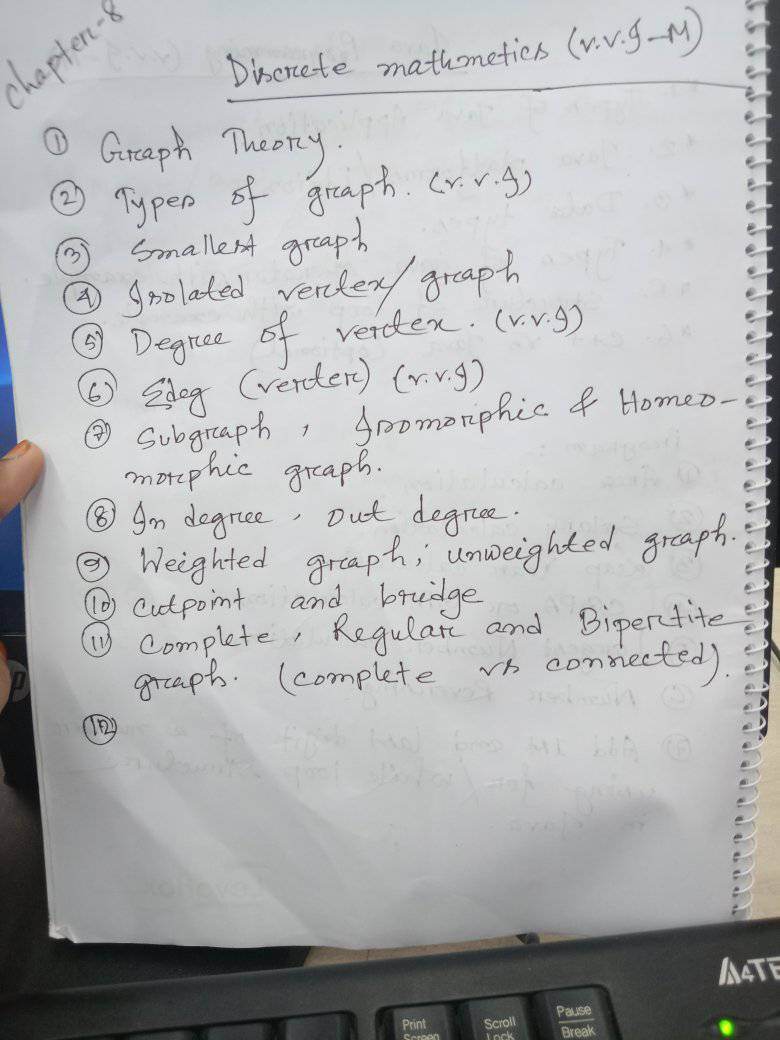 chapter-8
Discrete mathmetics (v.v.I-M)
① Graph Theory.
② Types of graph. (v.v.I)
③ Smallest graph
④ Isolated vertex/graph
⑤ Degree of vertex. (v.v.I)
⑥ Edeg (vertex) (v.v.I)
⑦ Subgraph, Isomorphic & Homeo-
morphic graph.
⑧ In degree, out degree.
⑨ Weighted graph, unweighted graph.
⑩ cutpoint and bridge
⑪ Complete, Regular and Bipertite
graph. (complete vs connected).
⑫
A4TE
Print
Screen
Scroll
Lock
Pause
Break